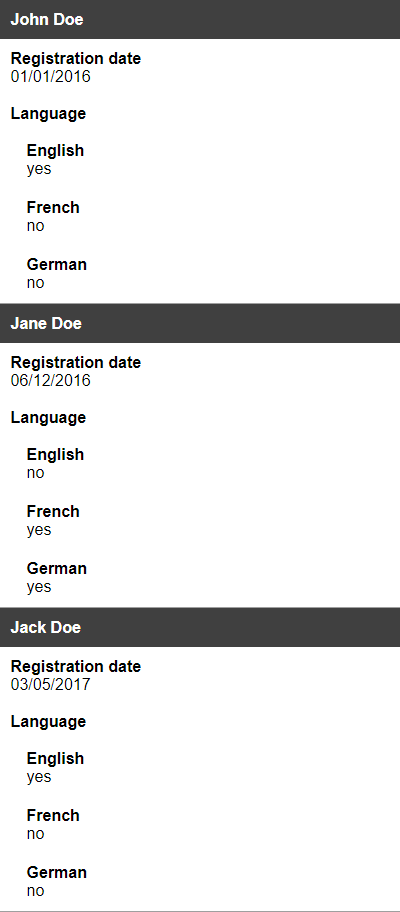 John Doe
Registration date
01/01/2016
Language
English
yes
French
no
German
no
Jane Doe
Registration date
06/12/2016
Language
English
no
French
yes
German
yes
Jack Doe
Registration date
03/05/2017
Language
English
yes
French
no
German
no